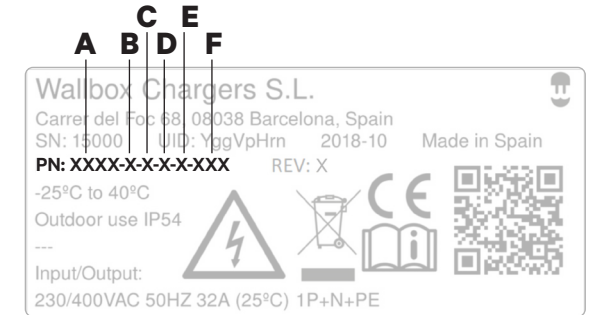 C E
A B D F
Wallbox Chargers S.L.
Carrer del Foc 68, 08038 Barcelona, Spain
SN: 15000 UID: YggVpHrn 2018-10 Made in Spain
PN: XXXX-X-X-X-X-XXX REV: X
-25ºC to 40ºC
Outdoor use IP54
---
Input/Output:
230/400VAC 50HZ 32A (25ºC) 1P+N+PE